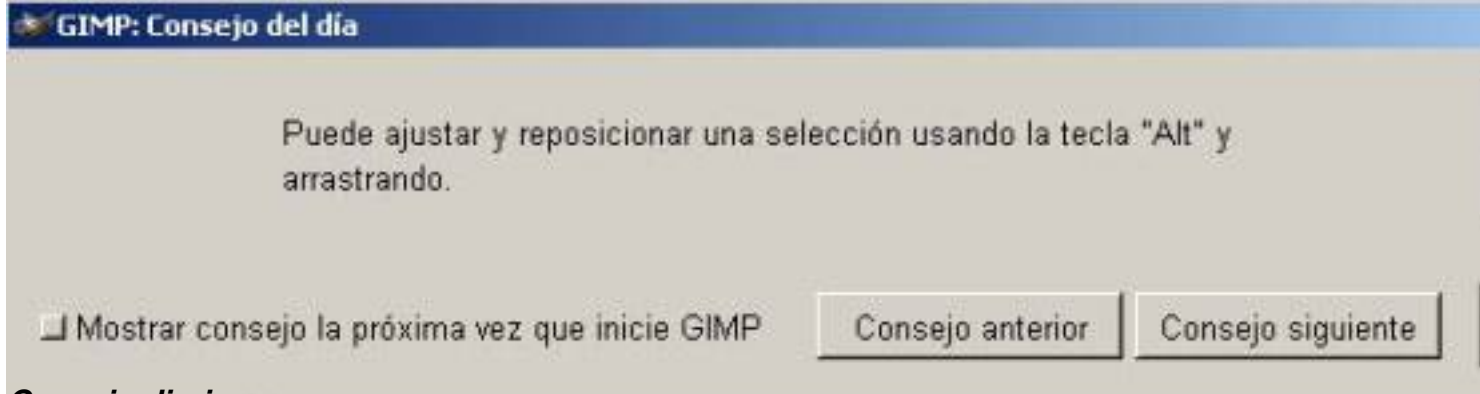 GIMP: Consejo del día
Puede ajustar y reposicionar una selección usando la tecla "Alt" y
arrastrando.
Mostrar consejo la próxima vez que inicie GIMP Consejo anterior Consejo siguiente